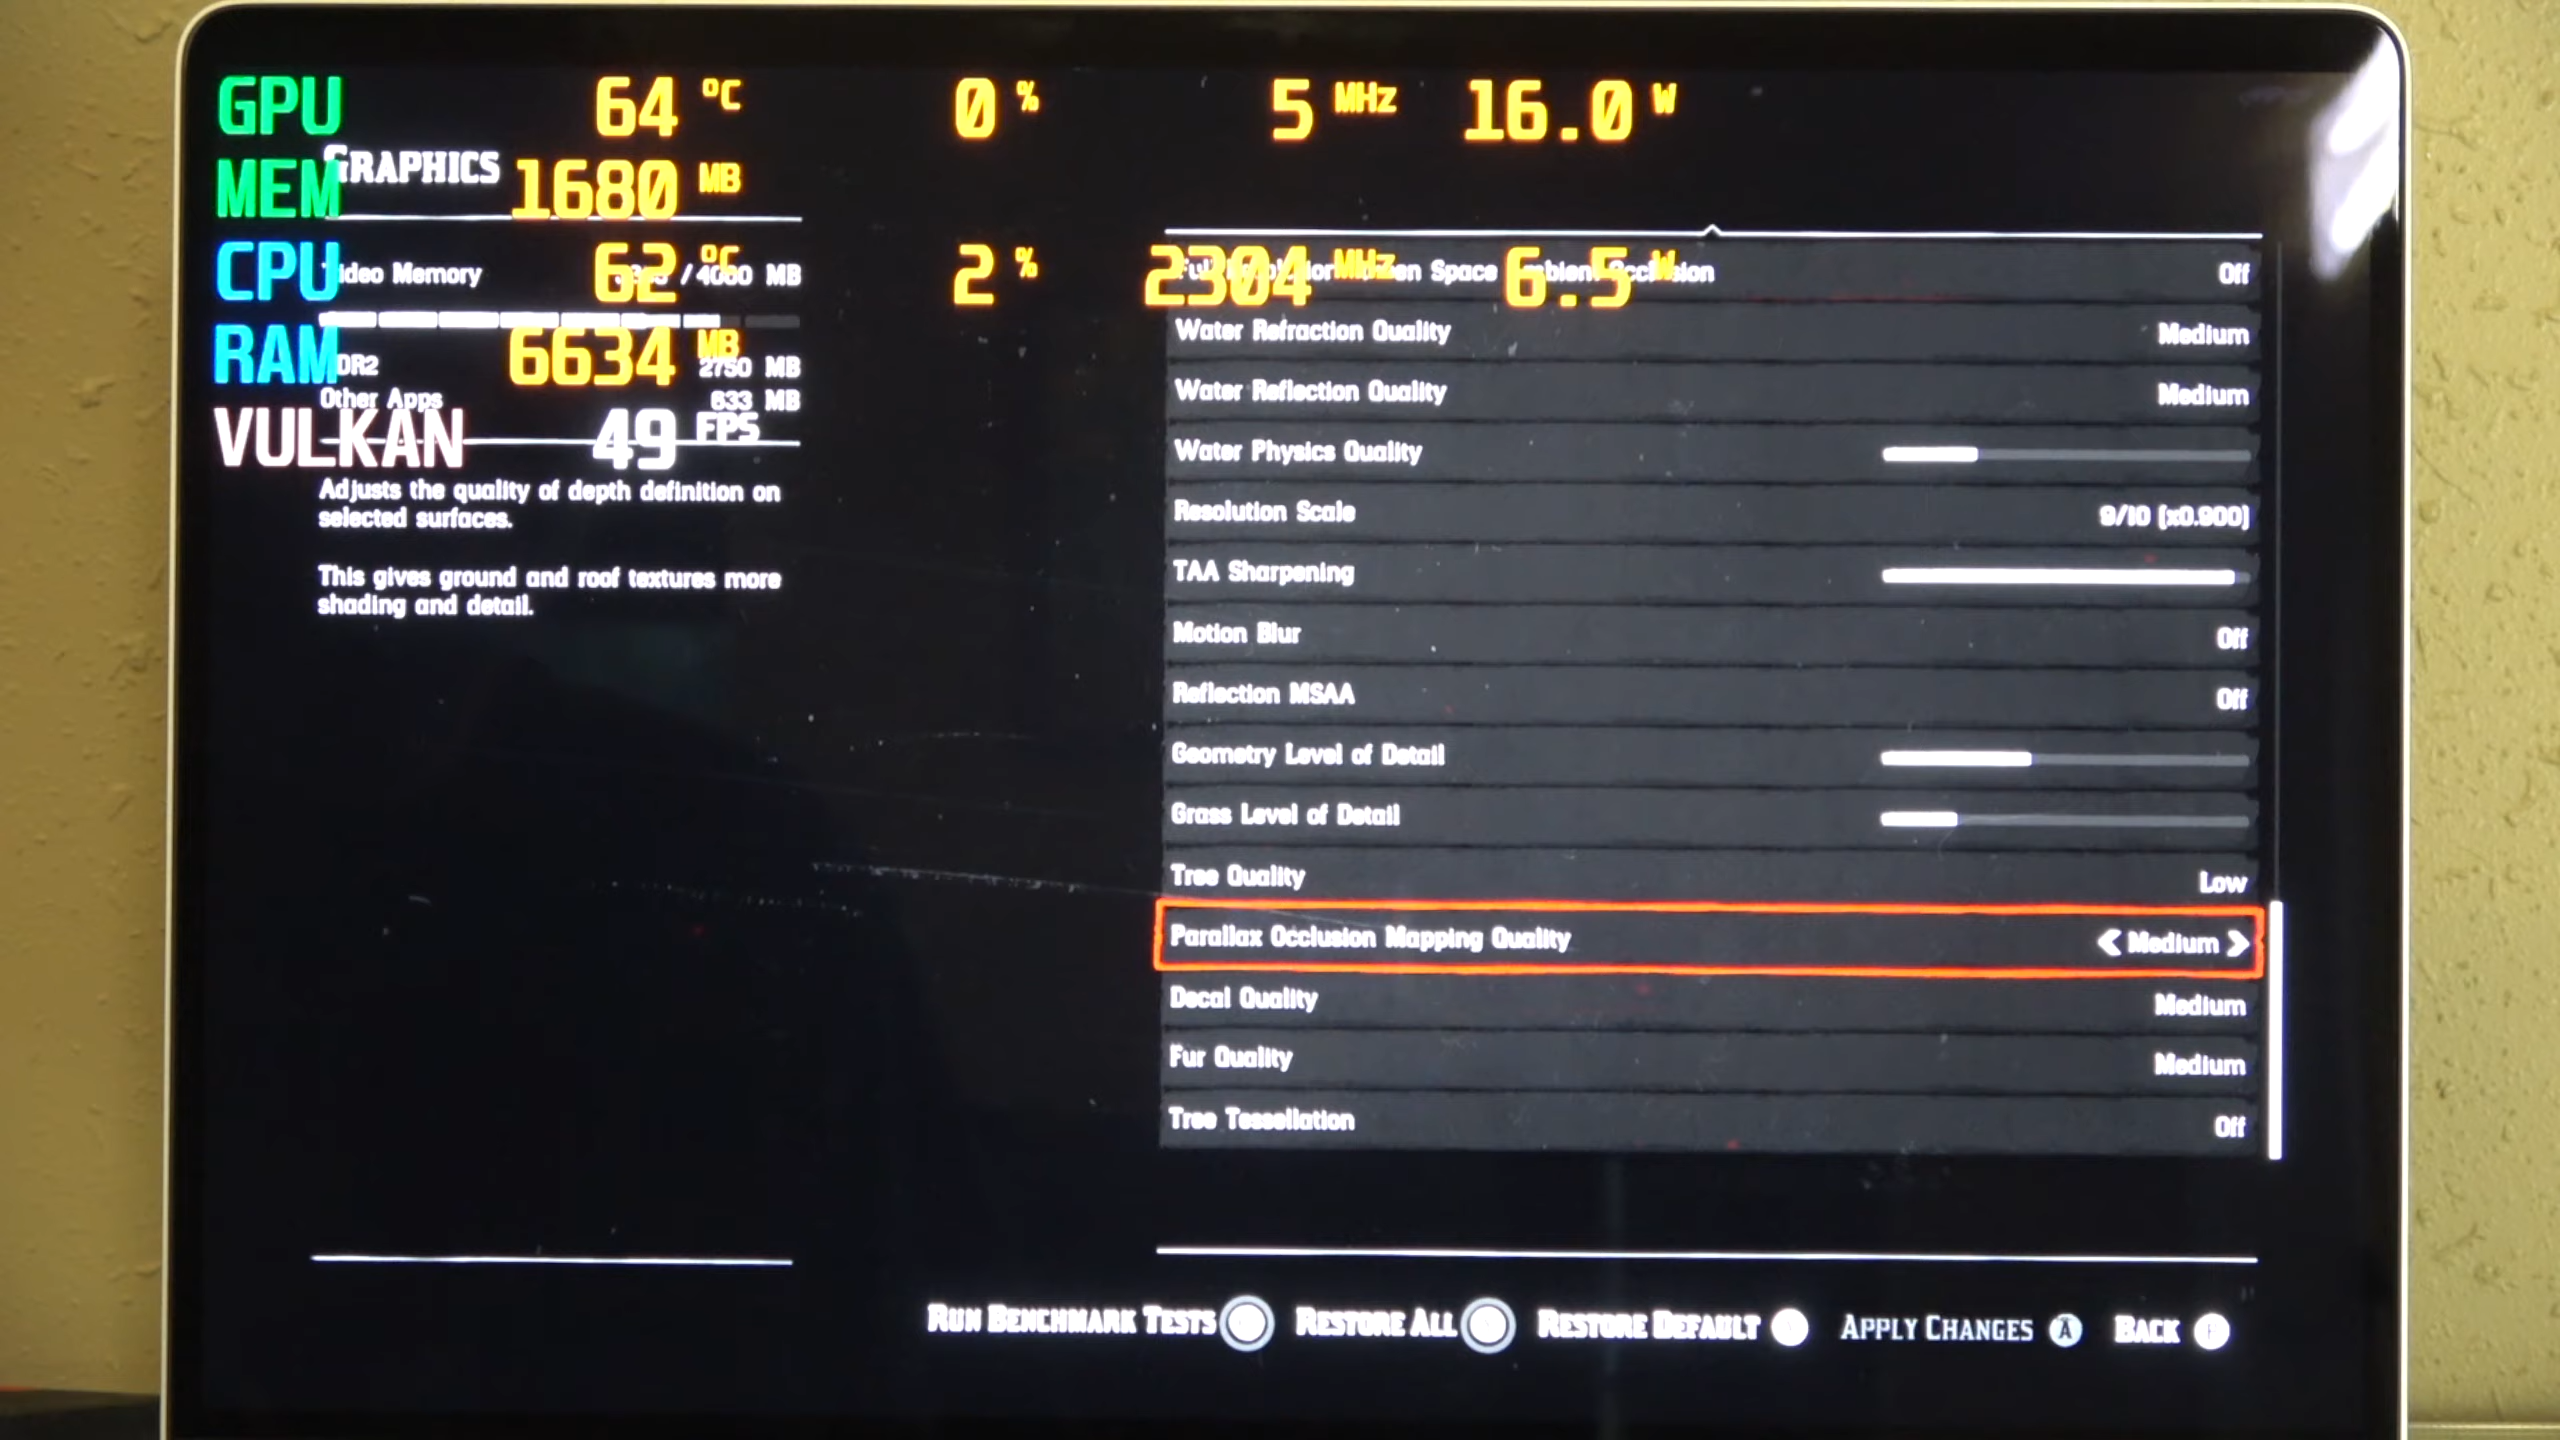 GPU 64 °C 0 % 5 MHz 16.0 W
GRAPHICS
MEM 1680 MB
CPU 62 °C 2 % 2304 MHz 6.5 W
Video Memory / 4080 MB
Off
RAM 6634 MB
2750 MB
Other Apps 633 MB
VULKAN 49 FPS
Adjusts the quality of depth definition on
selected surfaces.
This gives ground and roof textures more
shading and detail.
Water Refraction Quality Medium
Water Reflection Quality Medium
Water Physics Quality
Resolution Scale 9/10 (x0.900)
TAA Sharpening
Motion Blur Off
Reflection MSAA Off
Geometry Level of Detail
Grass Level of Detail
Tree Quality Low
Parallax Occlusion Mapping Quality Medium
Decal Quality Medium
Fur Quality Medium
Tree Tessellation Off
RUN BENCHMARK TESTS RESTORE ALL RESTORE DEFAULT APPLY CHANGES A BACK B